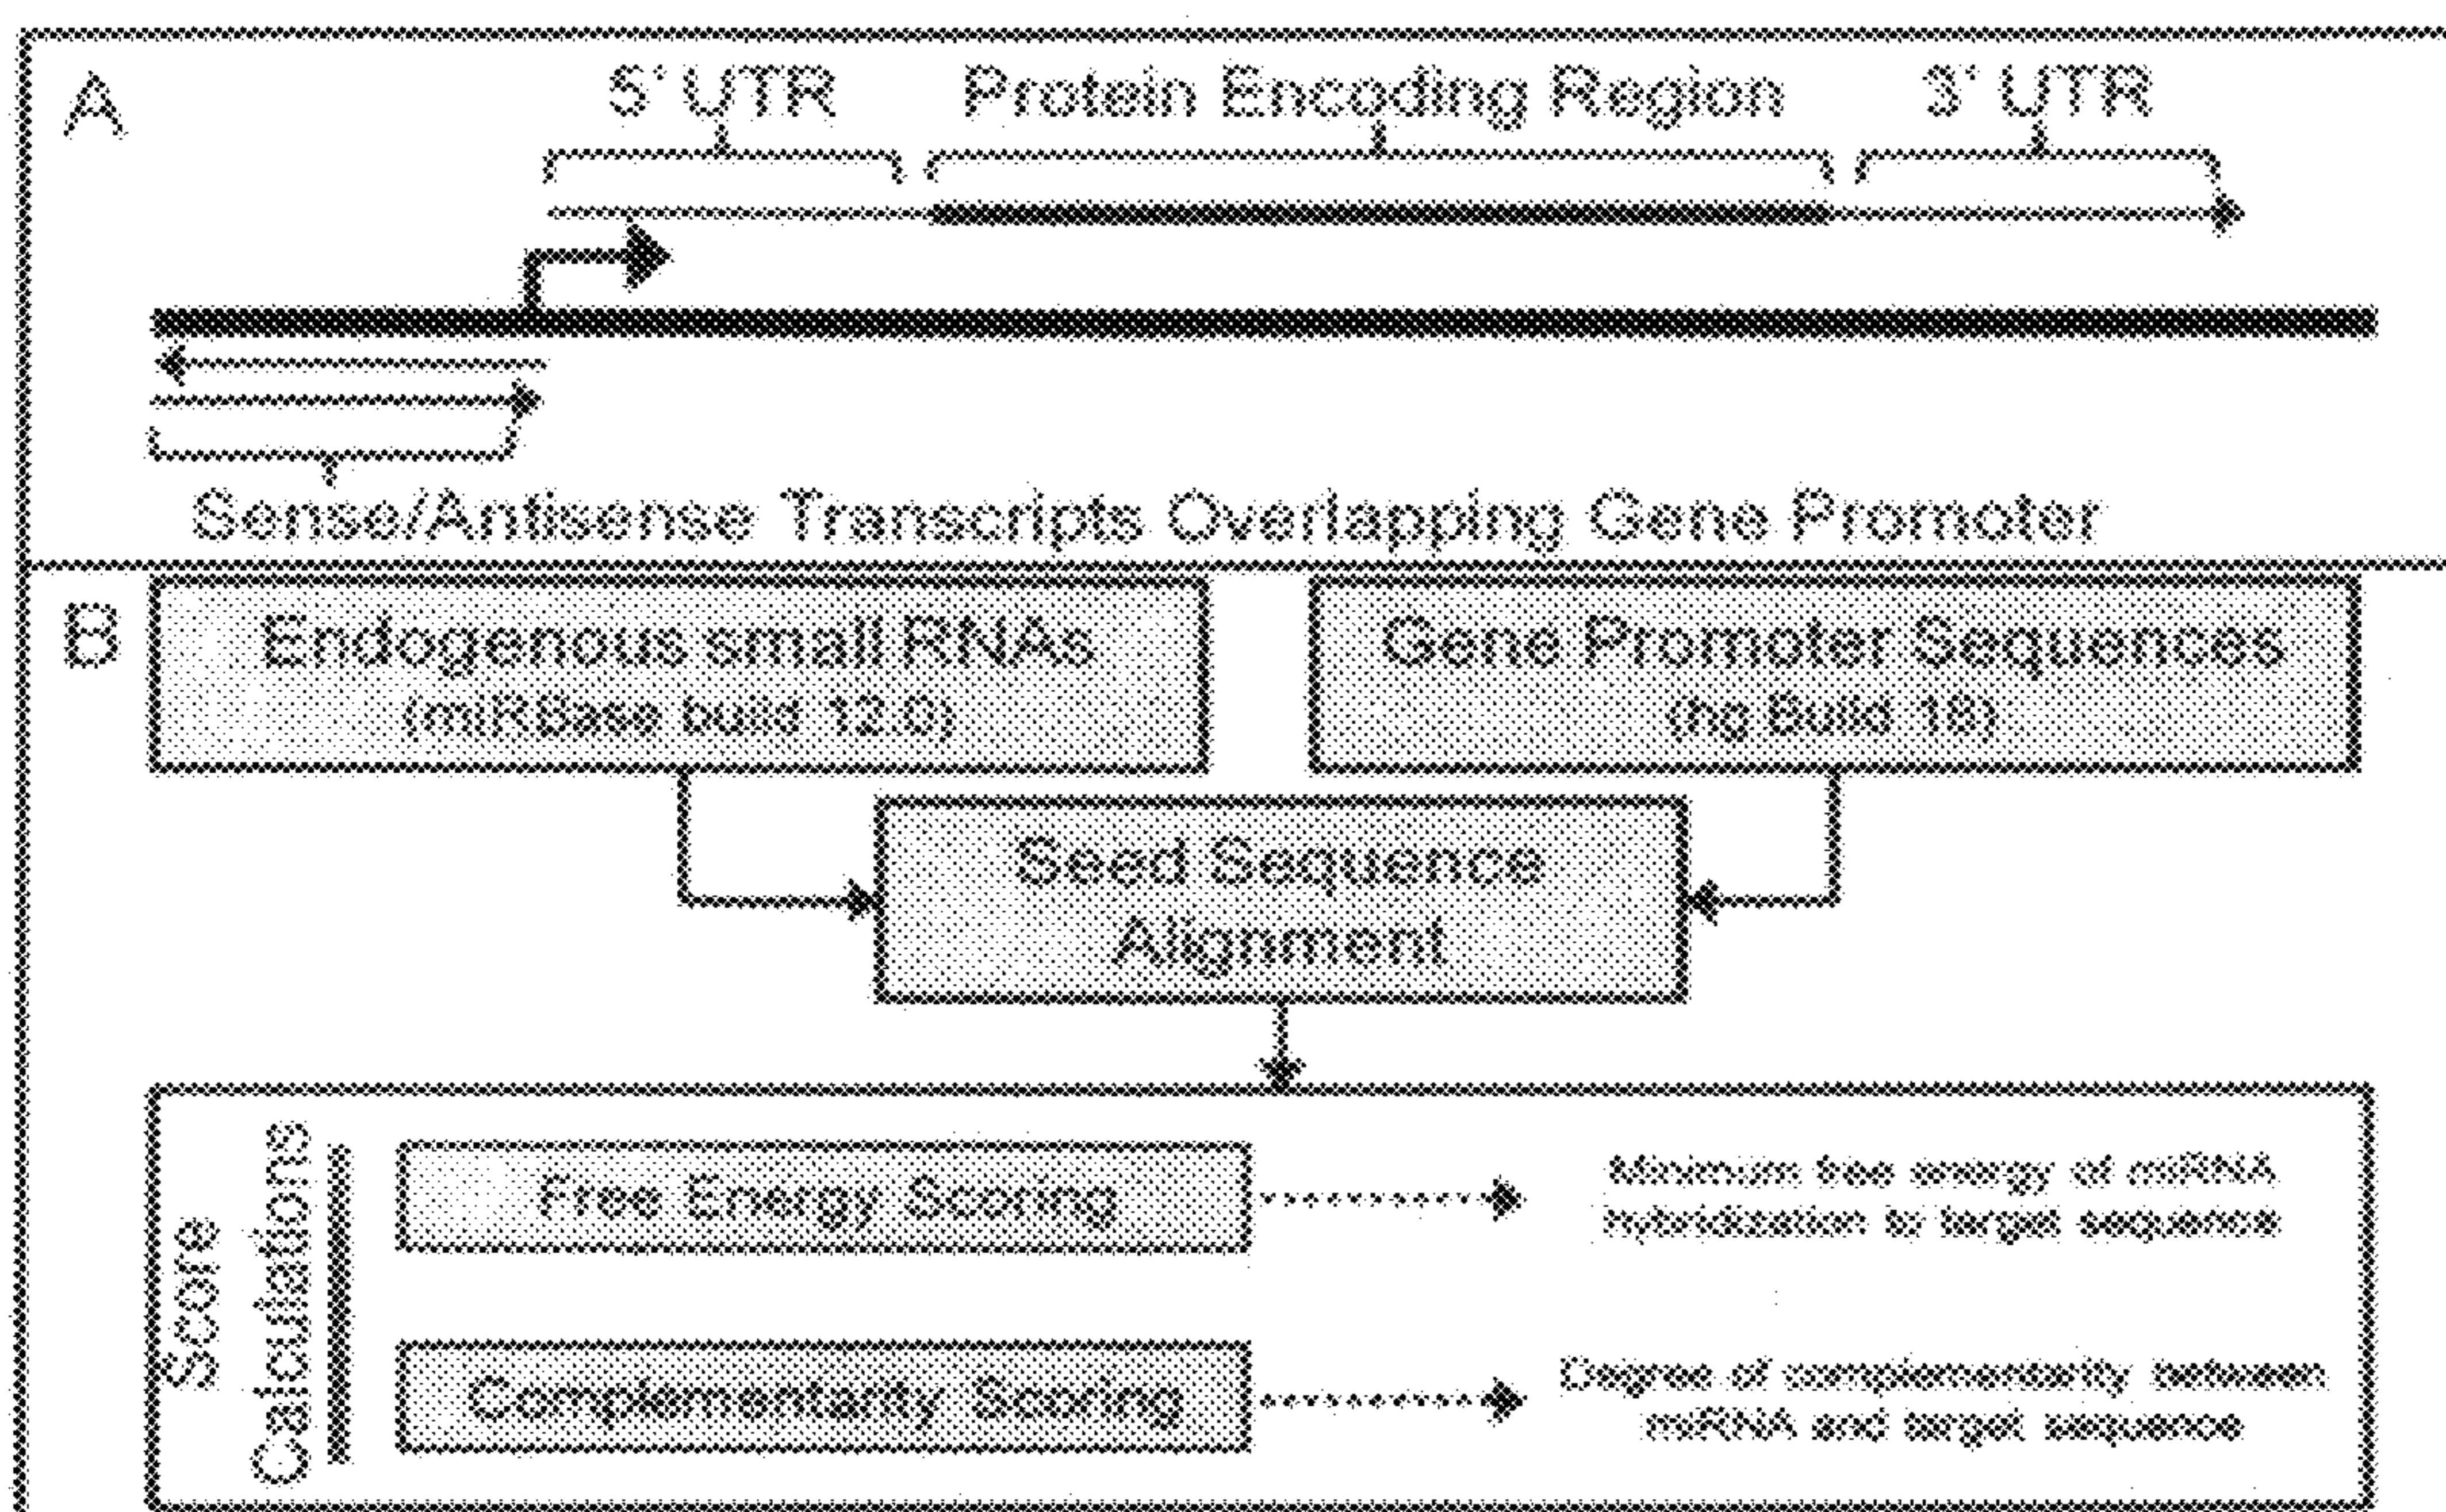 A
5' UTR
Protein Encoding Region
3' UTR
Sense/Antisense Transcripts Overlapping Gene Promoter
B
Endogenous small RNAs
(miRBase build 12.0)
Gene Promoter Sequences
(hg Build 18)
Seed Sequence
Alignment
Score
Calculations
Free Energy Scoring
Minimum free energy of miRNA
hybridization to target sequence
Complementarity Scoring
Degree of complementarity between
miRNA and target sequence